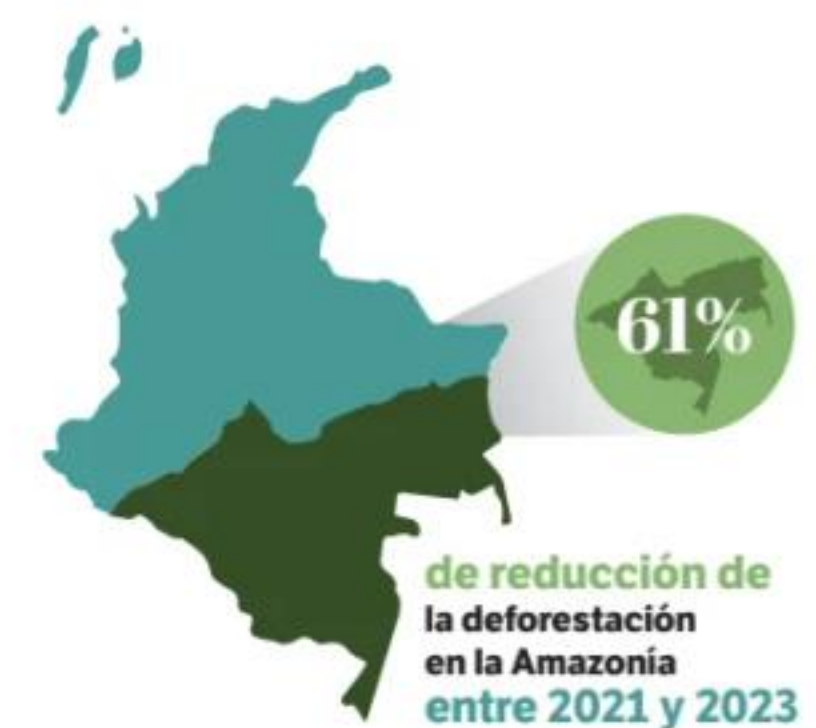 61%
de reducción de
la deforestación
en la Amazonía
entre 2021 y 2023